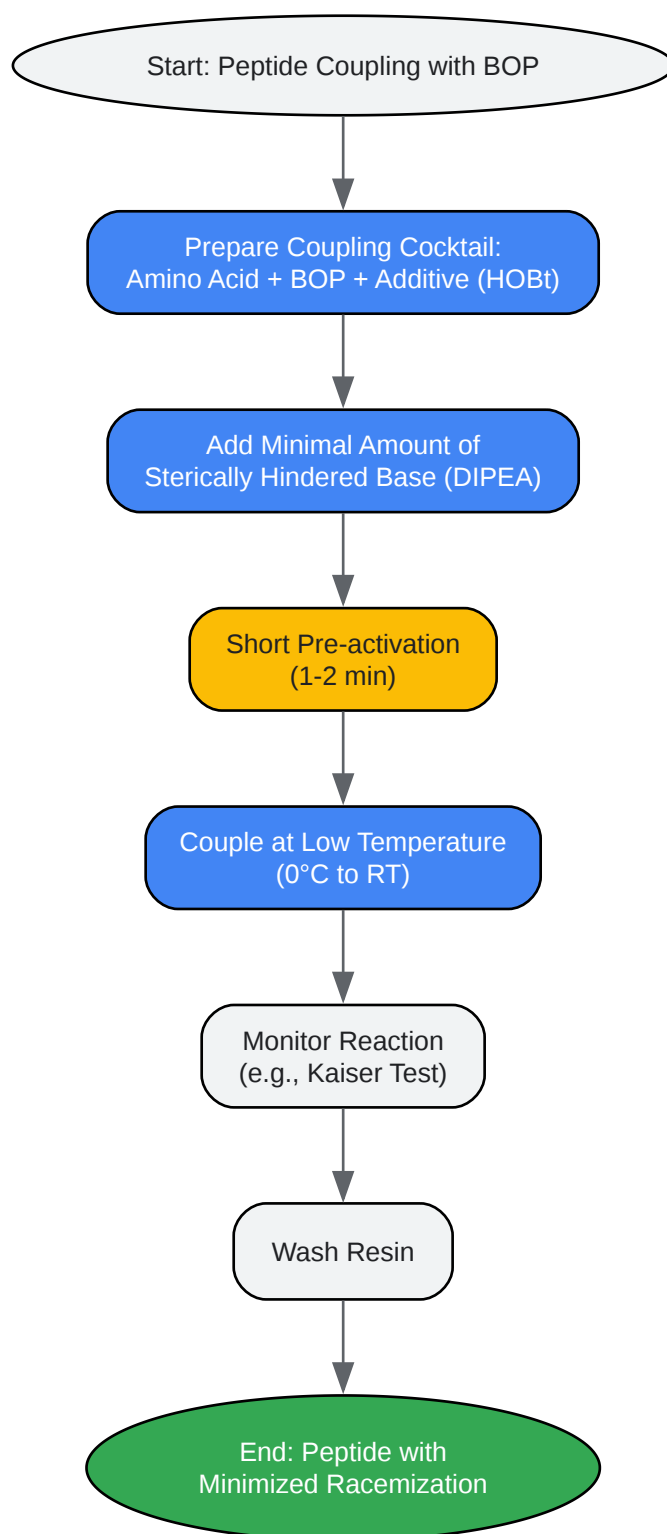 Start: Peptide Coupling with BOP
Prepare Coupling Cocktail:
Amino Acid + BOP + Additive (HOBt)
Add Minimal Amount of
Sterically Hindered Base (DIPEA)
Short Pre-activation
(1-2 min)
Couple at Low Temperature
(0°C to RT)
Monitor Reaction
(e.g., Kaiser Test)
Wash Resin
End: Peptide with
Minimized Racemization